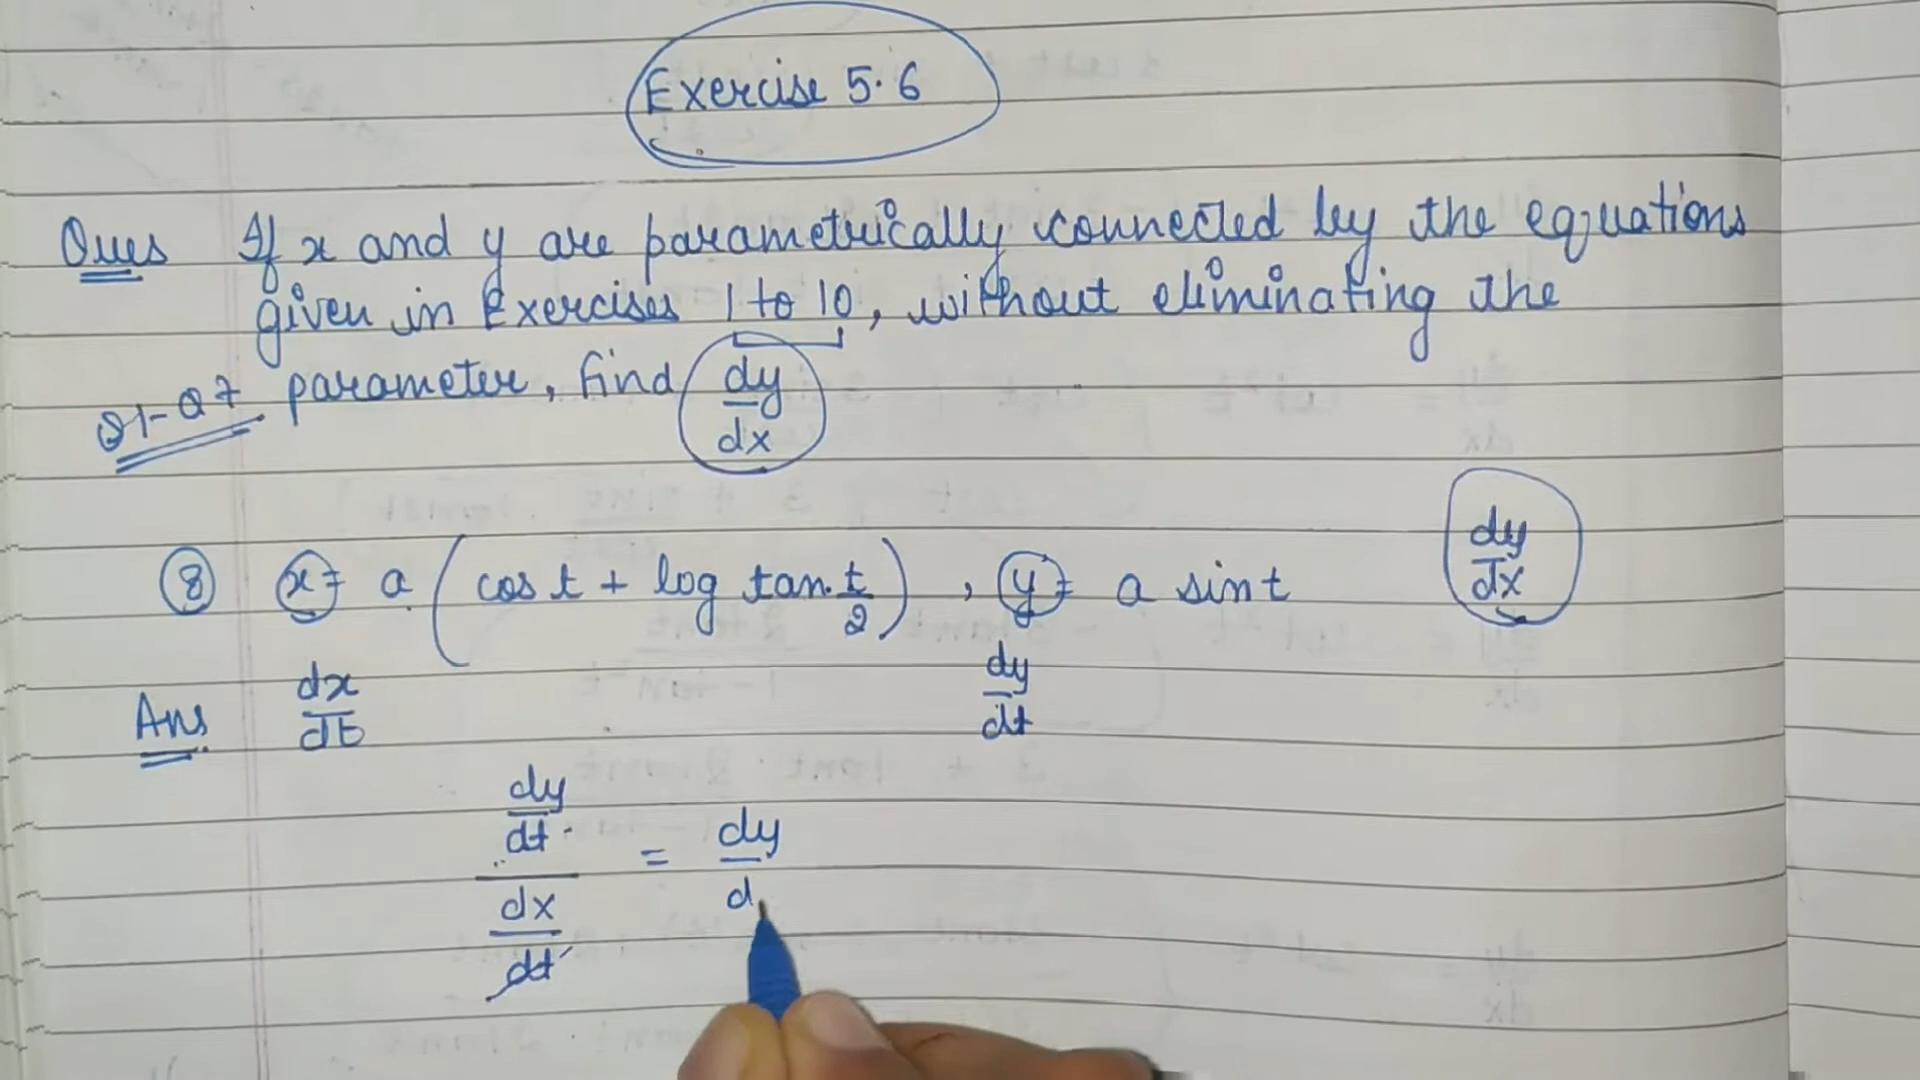 Exercise 5.6
Ques If x and y are parametrically connected by the equations
given in Exercises 1 to 10, without eliminating the
Q1-Q7 parameter, find dy/dx
dy/dx
8 x = a (cos t + log tan t/2), y = a sin t
Ans dx/dt dy/dt
dy/dt / dx/dt = dy/d